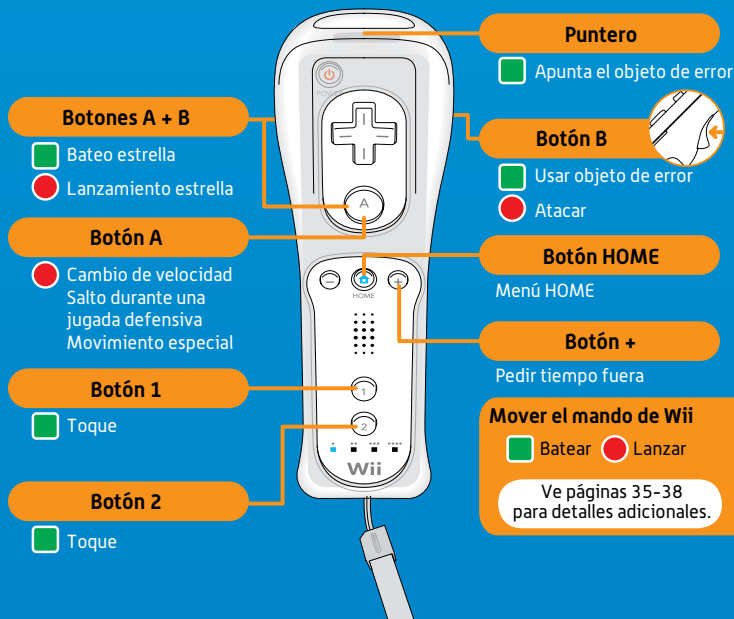 Puntero
Apunta el objeto de error
Botones A + B
Bateo estrella
Lanzamiento estrella
Botón B
Usar objeto de error
Atacar
Botón A
Cambio de velocidad
Salto durante una
jugada defensiva
Movimiento especial
Botón HOME
Menú HOME
Botón +
Pedir tiempo fuera
Botón 1
Toque
Botón 2
Toque
Mover el mando de Wii
Batear
Lanzar
Ve páginas 35-38
para detalles adicionales.
POWER
A
HOME
1
2
Wii